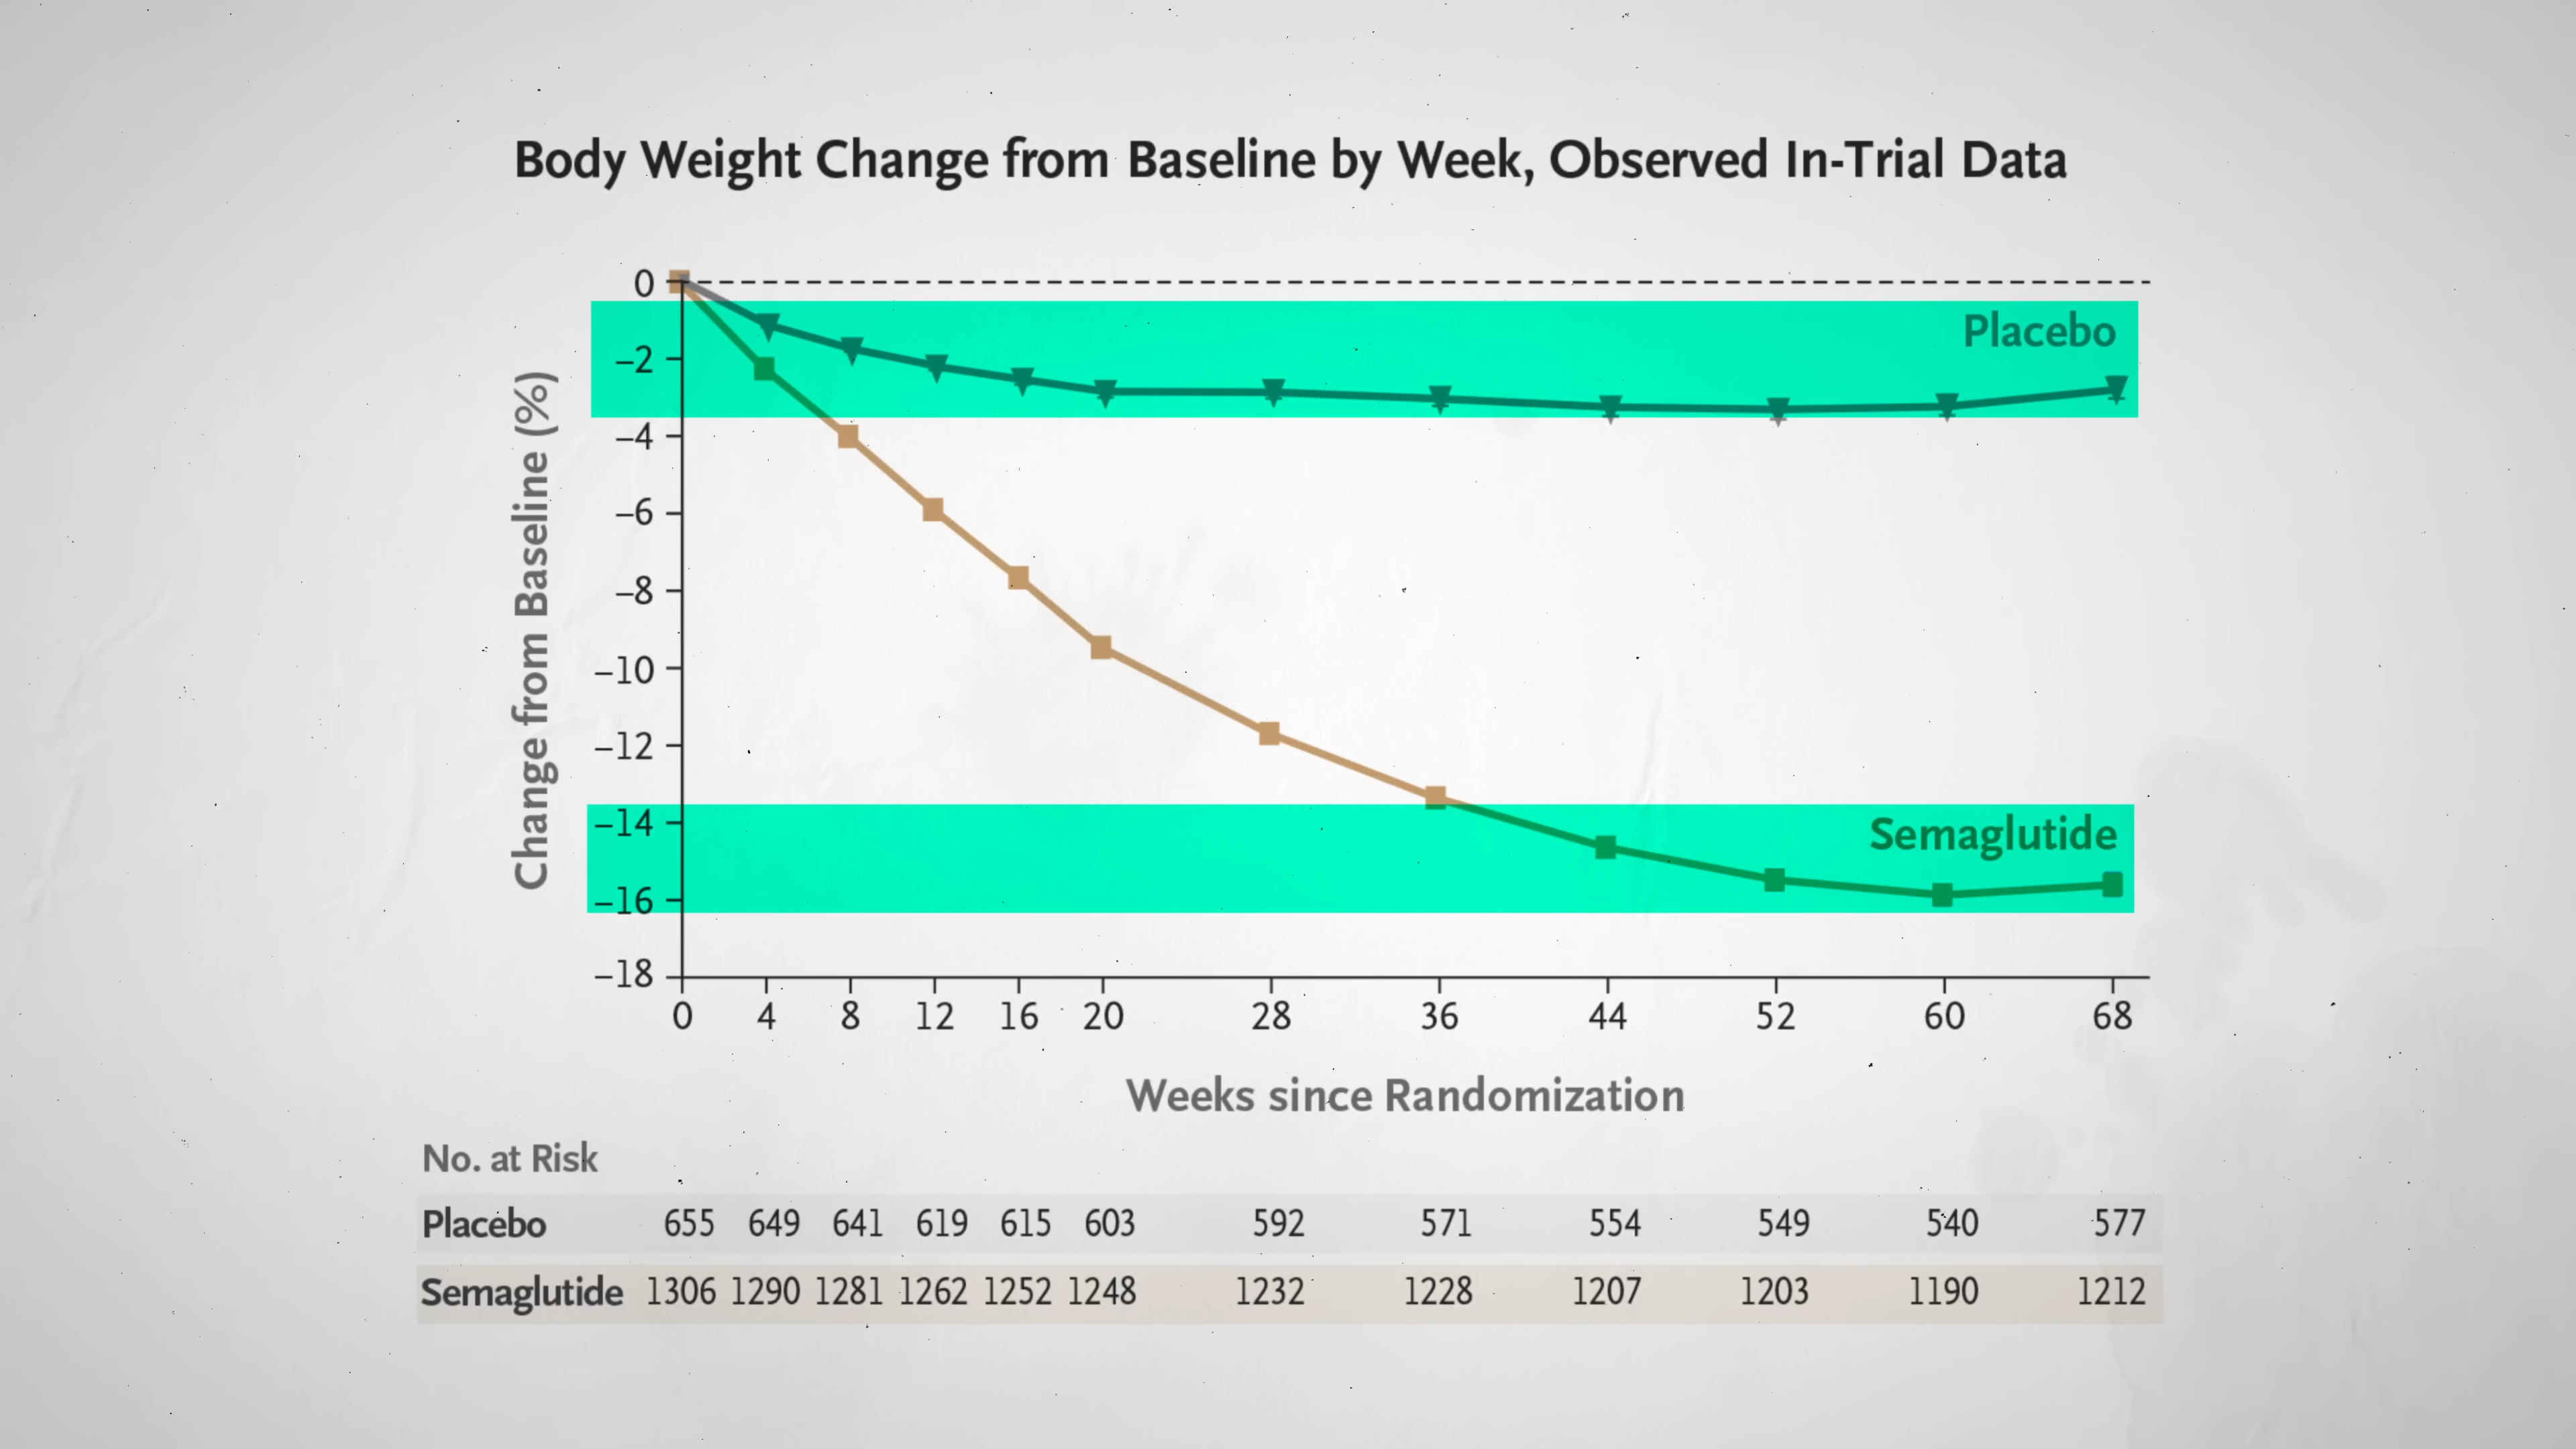 Body Weight Change from Baseline by Week, Observed In-Trial Data
Change from Baseline (%)
0
–2
–4
–6
–8
–10
–12
–14
–16
–18
Placebo
Semaglutide
0 4 8 12 16 20 28 36 44 52 60 68
Weeks since Randomization
No. at Risk
Placebo 655 649 641 619 615 603 592 571 554 549 540 577
Semaglutide 1306 1290 1281 1262 1252 1248 1232 1228 1207 1203 1190 1212